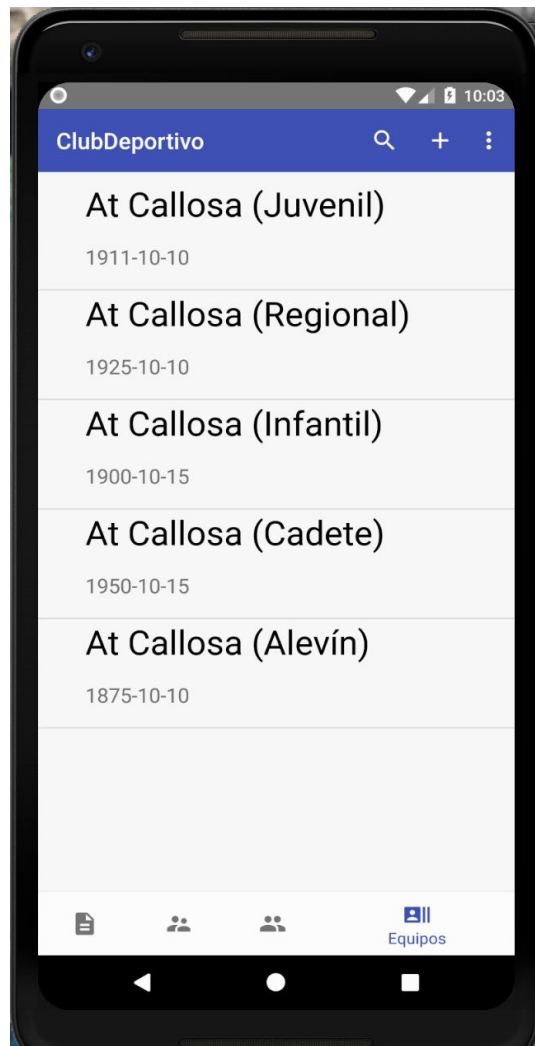 10:03
ClubDeportivo
At Callosa (Juvenil)
1911-10-10
At Callosa (Regional)
1925-10-10
At Callosa (Infantil)
1900-10-15
At Callosa (Cadete)
1950-10-15
At Callosa (Alevín)
1875-10-10
Equipos